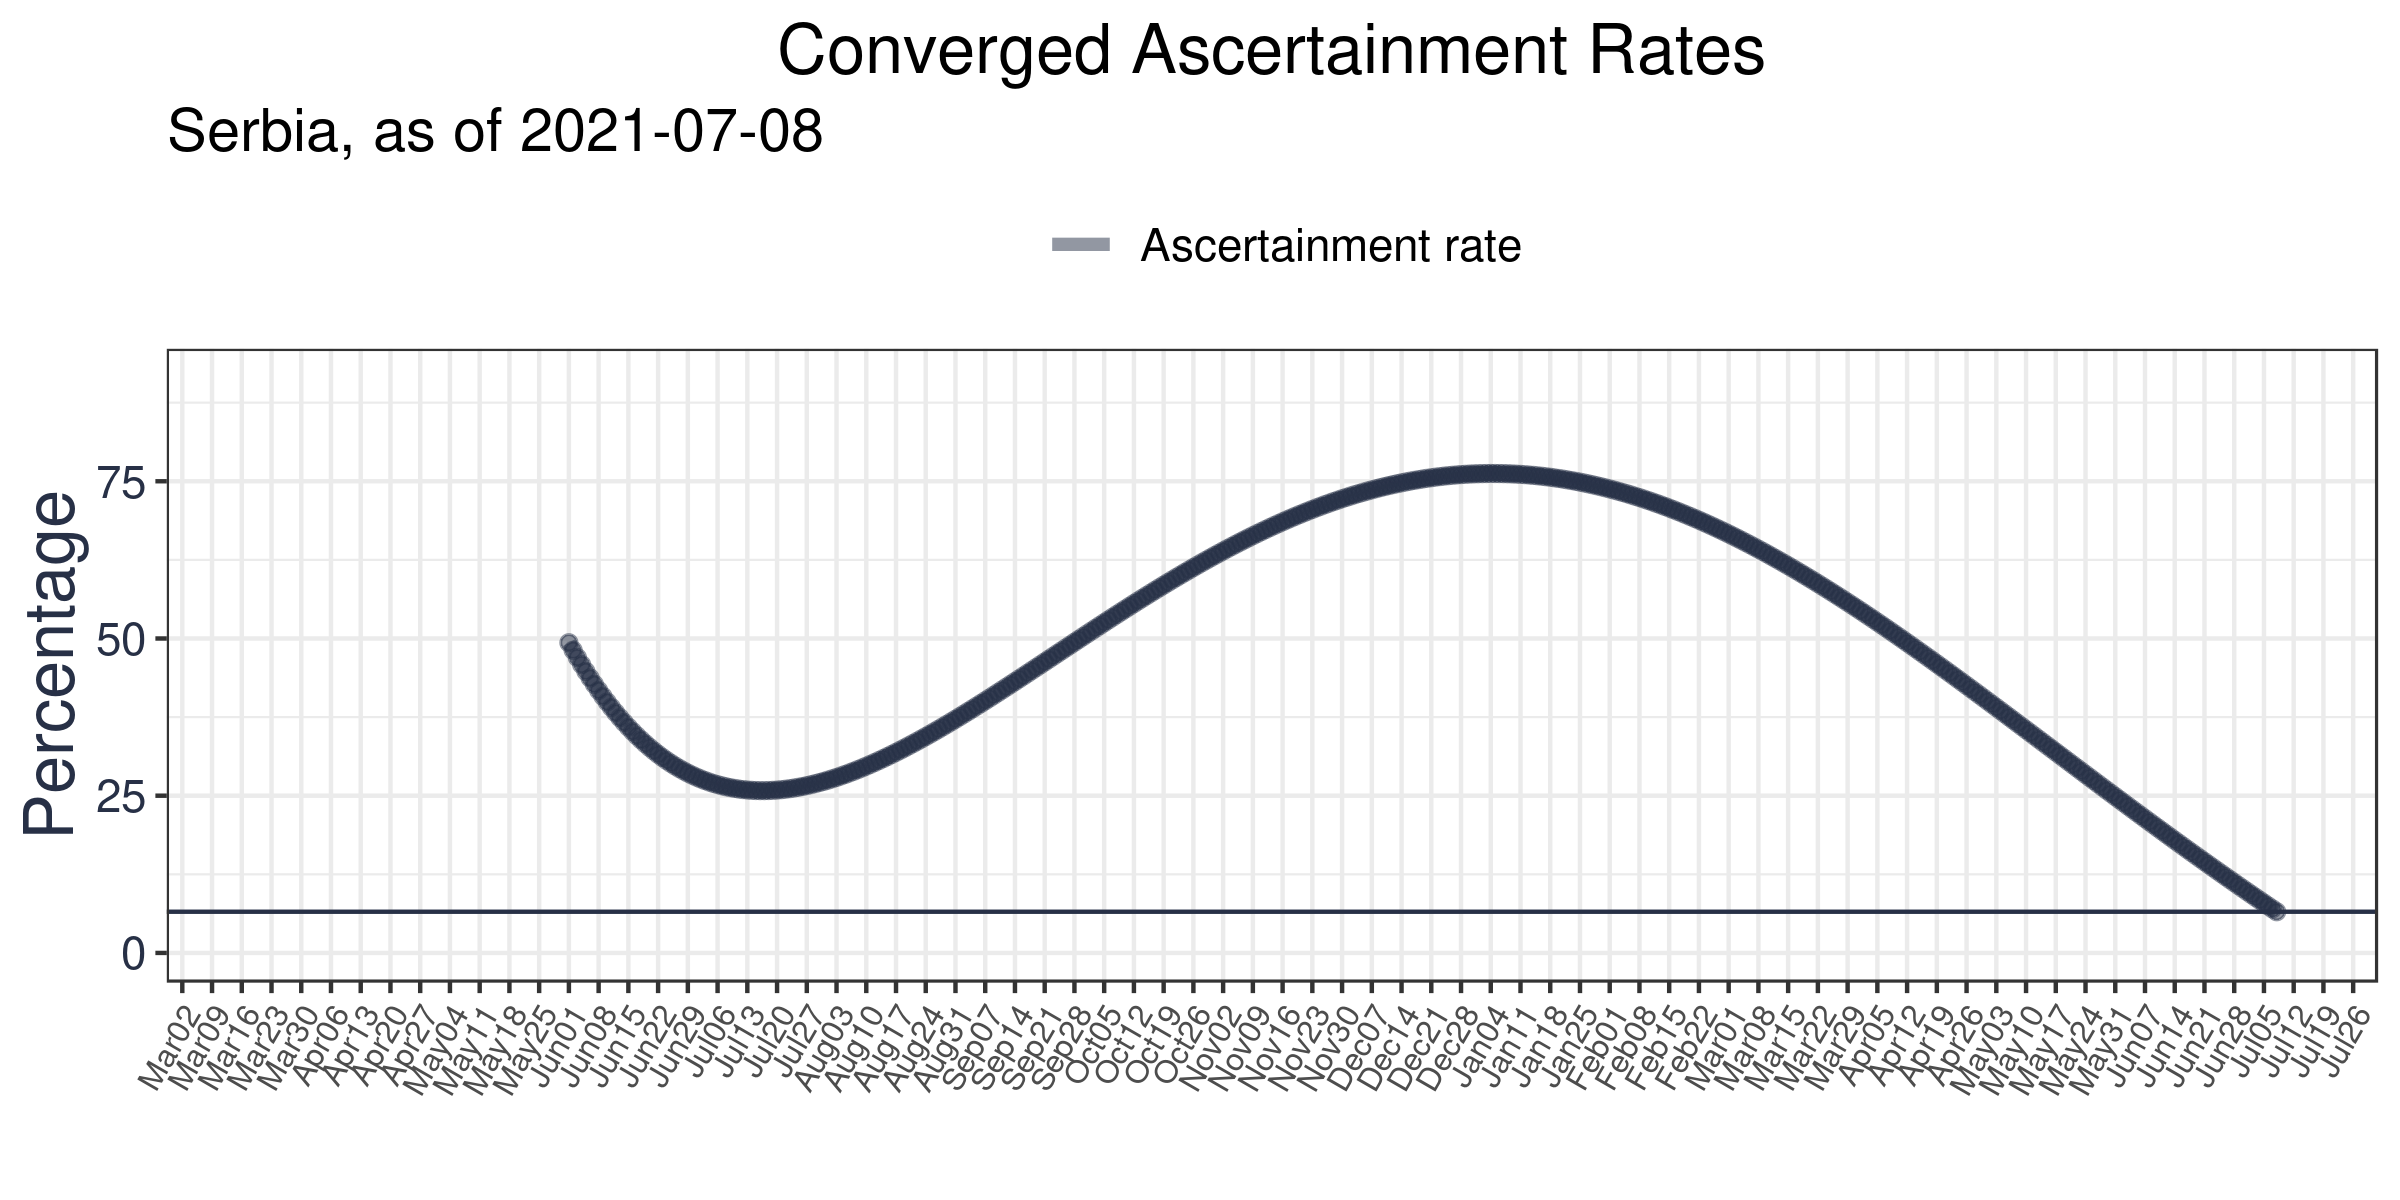 Converged Ascertainment Rates
Serbia, as of 2021-07-08
Ascertainment rate
Percentage
75
50
25
0
Mar02 Mar09 Mar16 Mar23 Mar30 Apr06 Apr13 Apr20 Apr27 May04 May11 May18 May25 Jun01 Jun08 Jun15 Jun22 Jun29 Jul06 Jul13 Jul20 Jul27 Aug03 Aug10 Aug17 Aug24 Aug31 Sep07 Sep14 Sep21 Sep28 Oct05 Oct12 Oct19 Oct26 Nov02 Nov09 Nov16 Nov23 Nov30 Dec07 Dec14 Dec21 Dec28 Jan04 Jan11 Jan18 Jan25 Feb01 Feb08 Feb15 Feb22 Mar01 Mar08 Mar15 Mar22 Mar29 Apr05 Apr12 Apr19 Apr26 May03 May10 May17 May24 May31 Jun07 Jun14 Jun21 Jun28 Jul05 Jul12 Jul19 Jul26